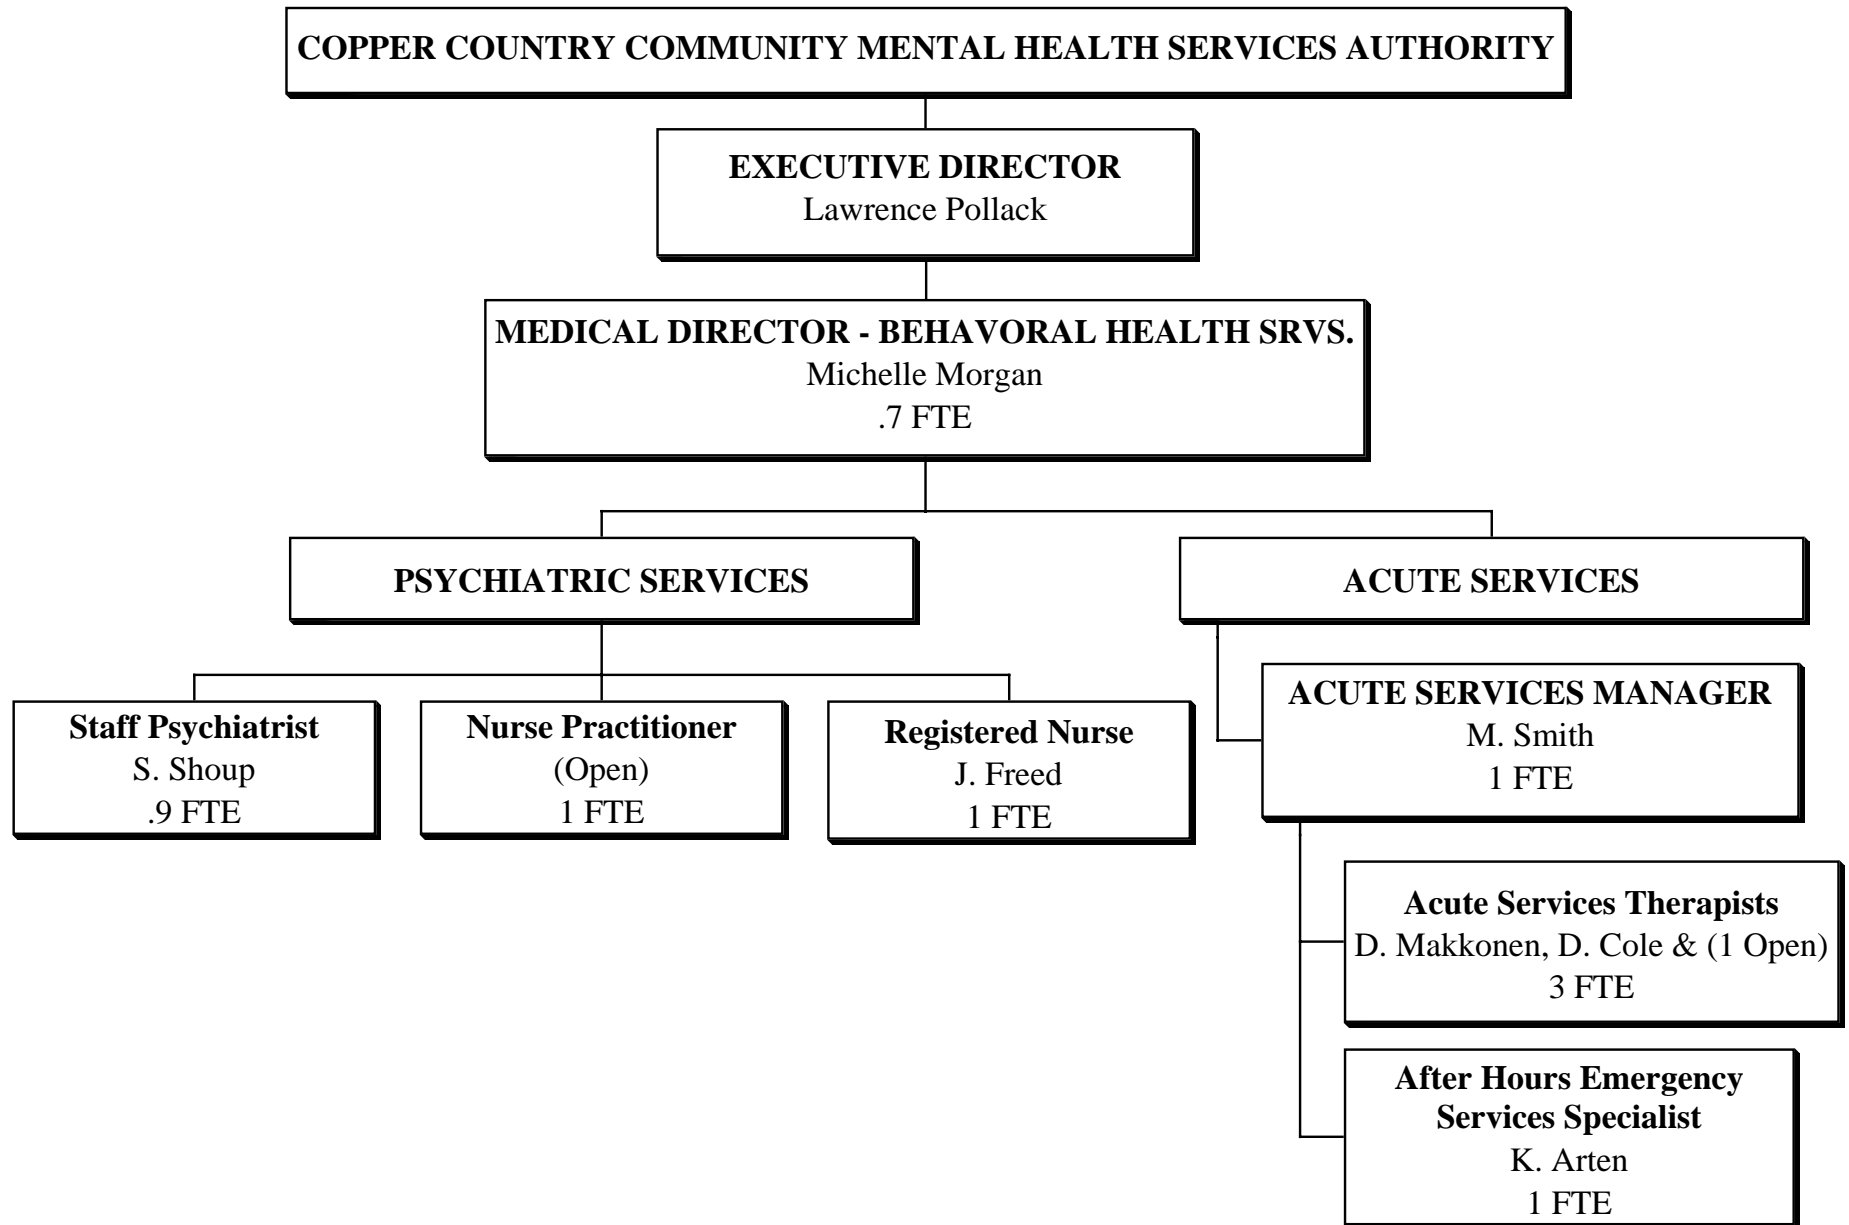 COPPER COUNTRY COMMUNITY MENTAL HEALTH SERVICES AUTHORITY
EXECUTIVE DIRECTOR
Lawrence Pollack
MEDICAL DIRECTOR - BEHAVORAL HEALTH SRVS.
Michelle Morgan
.7 FTE
PSYCHIATRIC SERVICES
Staff Psychiatrist
S. Shoup
.9 FTE
Nurse Practitioner
(Open)
1 FTE
Registered Nurse
J. Freed
1 FTE
ACUTE SERVICES
ACUTE SERVICES MANAGER
M. Smith
1 FTE
Acute Services Therapists
D. Makkonen, D. Cole & (1 Open)
3 FTE
After Hours Emergency
Services Specialist
K. Arten
1 FTE